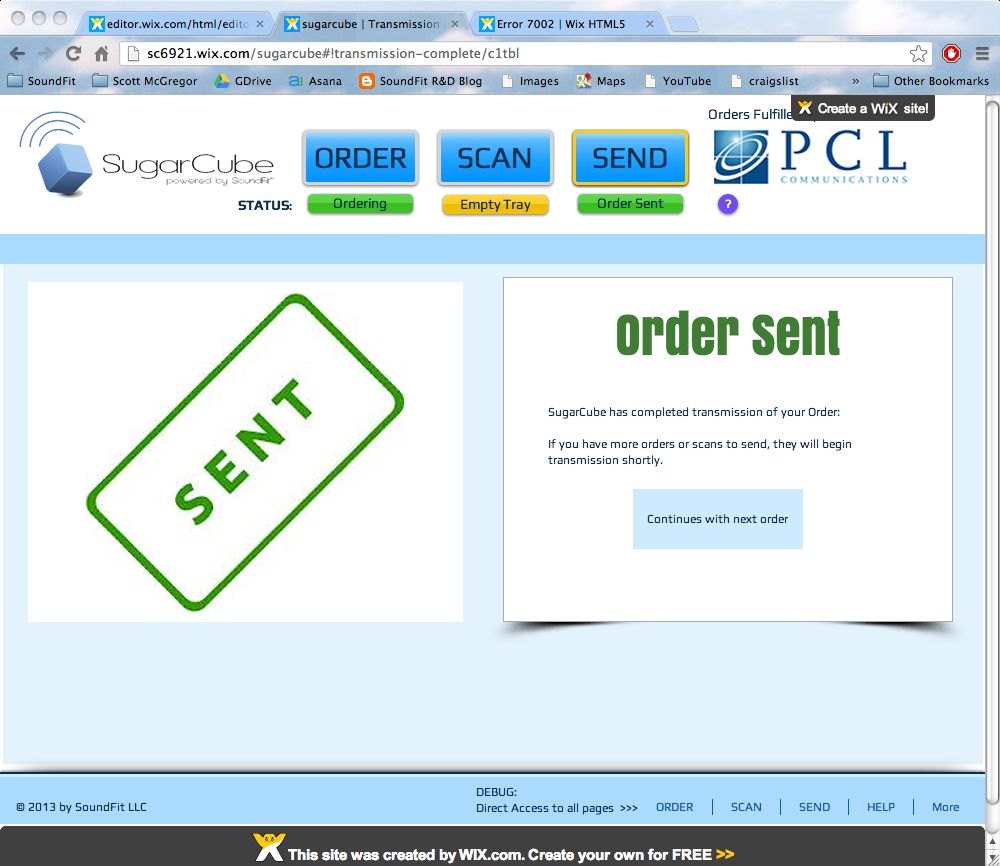 editor.wix.com/html/edito
sugarcube | Transmission
Error 7002 | Wix HTML5
sc6921.wix.com/sugarcube#!transmission-complete/c1tbl
SoundFit
Scott McGregor
GDrive
Asana
SoundFit R&D Blog
Images
Maps
YouTube
craigslist
»
Other Bookmarks
Orders Fulfille
Create a WiX site!
SugarCube
powered by SoundFit
ORDER
SCAN
SEND
PCL
COMMUNICATIONS
STATUS:
Ordering
Empty Tray
Order Sent
?
SENT
Order Sent
SugarCube has completed transmission of your Order:
If you have more orders or scans to send, they will begin
transmission shortly.
Continues with next order
© 2013 by SoundFit LLC
DEBUG:
Direct Access to all pages >>>
ORDER
SCAN
SEND
HELP
More
This site was created by WIX.com. Create your own for FREE >>